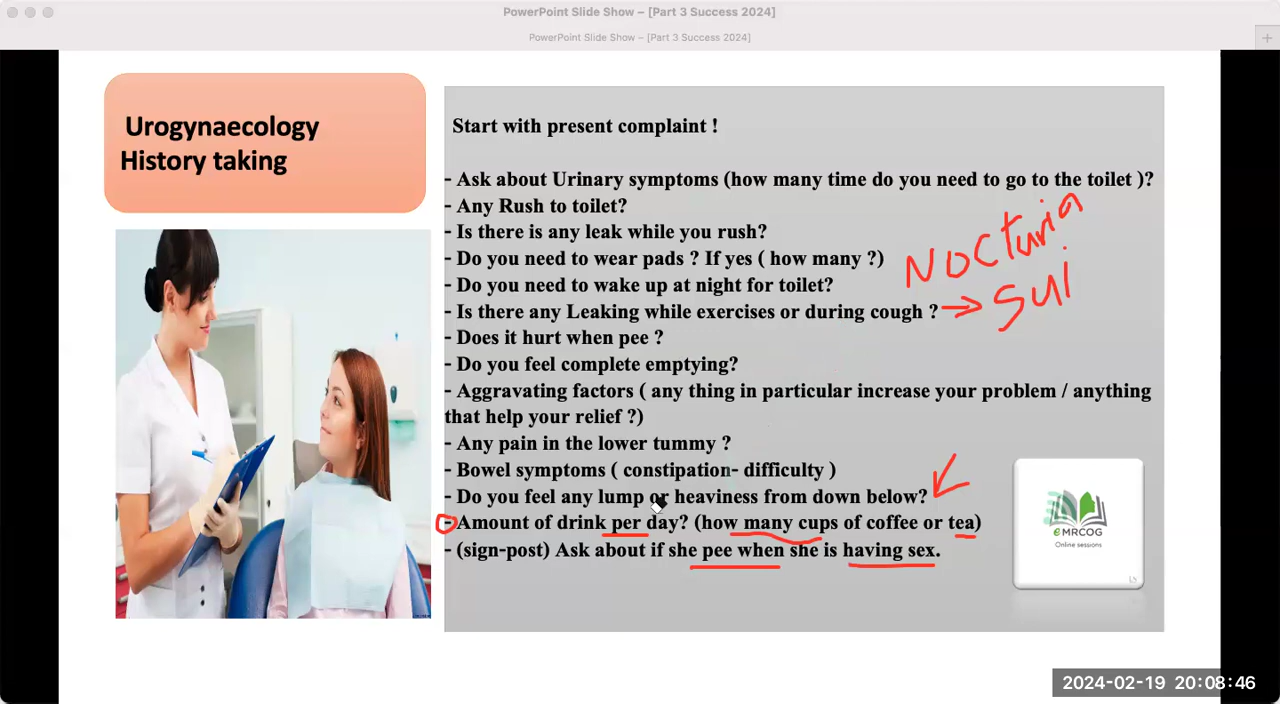 PowerPoint Slide Show – [Part 3 Success 2024]
PowerPoint Slide Show – [Part 3 Success 2024]
Urogynaecology
History taking
Start with present complaint !
- Ask about Urinary symptoms (how many time do you need to go to the toilet )?
- Any Rush to toilet?
- Is there is any leak while you rush?
- Do you need to wear pads ? If yes ( how many ?)
- Do you need to wake up at night for toilet?
Nocturia
- Is there any Leaking while exercises or during cough ?
SUI
- Does it hurt when pee ?
- Do you feel complete emptying?
- Aggravating factors ( any thing in particular increase your problem / anything
that help your relief ?)
- Any pain in the lower tummy ?
- Bowel symptoms ( constipation- difficulty )
- Do you feel any lump or heaviness from down below?
- Amount of drink per day? (how many cups of coffee or tea)
- (sign-post) Ask about if she pee when she is having sex.
eMRCOG
Online sessions
2024-02-19 20:08:46